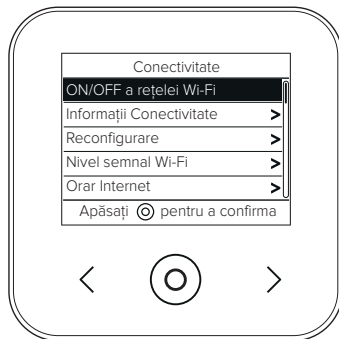 Conectivitate
ON/OFF a rețelei Wi-Fi
Informații Conectivitate >
Reconfigurare >
Nivel semnal Wi-Fi >
Orar Internet >
Apăsați ◎ pentru a confirma